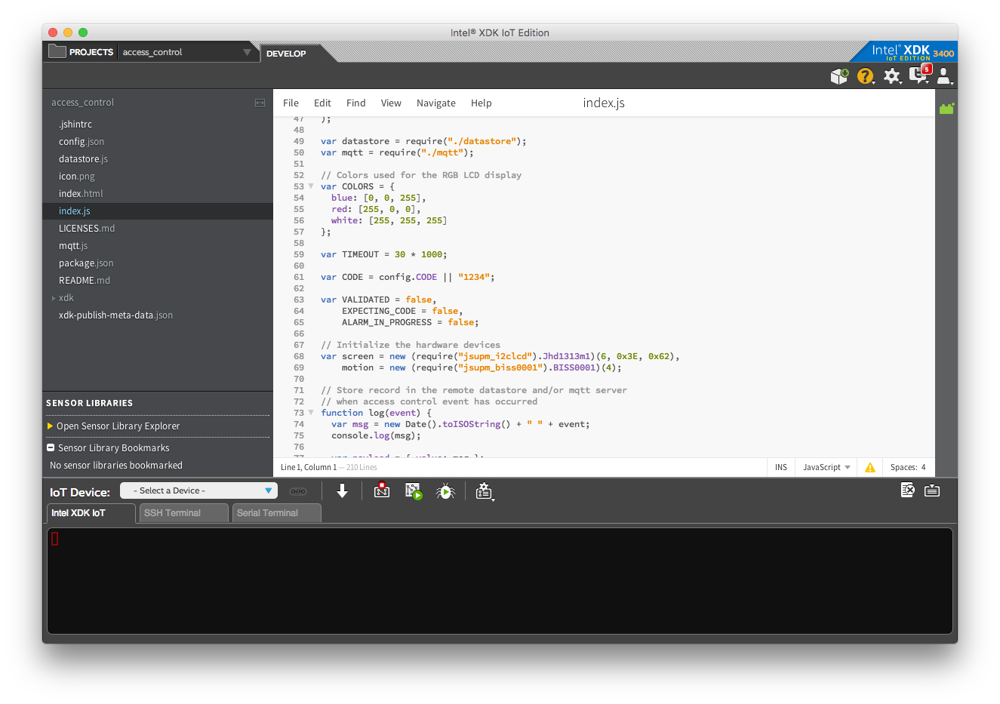 Intel® XDK IoT Edition
PROJECTS access_control DEVELOP
Intel® XDK
IoT EDITION 3400
5
access_control
.jshintrc
config.json
datastore.js
icon.png
index.html
index.js
LICENSES.md
mqtt.js
package.json
README.md
xdk
xdk-publish-meta-data.json
SENSOR LIBRARIES
Open Sensor Library Explorer
Sensor Library Bookmarks
No sensor libraries bookmarked
File Edit Find View Navigate Help index.js
47 );
48
49 var datastore = require("./datastore");
50 var mqtt = require("./mqtt");
51
52 // Colors used for the RGB LCD display
53 var COLORS = {
54 blue: [0, 0, 255],
55 red: [255, 0, 0],
56 white: [255, 255, 255]
57 };
58
59 var TIMEOUT = 30 * 1000;
60
61 var CODE = config.CODE || "1234";
62
63 var VALIDATED = false,
64 EXPECTING_CODE = false,
65 ALARM_IN_PROGRESS = false;
66
67 // Initialize the hardware devices
68 var screen = new (require("jsupm_i2clcd").Jhd1313m1)(6, 0x3E, 0x62),
69 motion = new (require("jsupm_biss0001").BISS0001)(4);
70
71 // Store record in the remote datastore and/or mqtt server
72 // when access control event has occurred
73 function log(event) {
74 var msg = new Date().toISOString() + " " + event;
75 console.log(msg);
76
77 var payload = { value: msg };
Line 1, Column 1 — 210 Lines INS JavaScript Spaces: 4
IoT Device: - Select a Device -
Intel XDK IoT SSH Terminal Serial Terminal